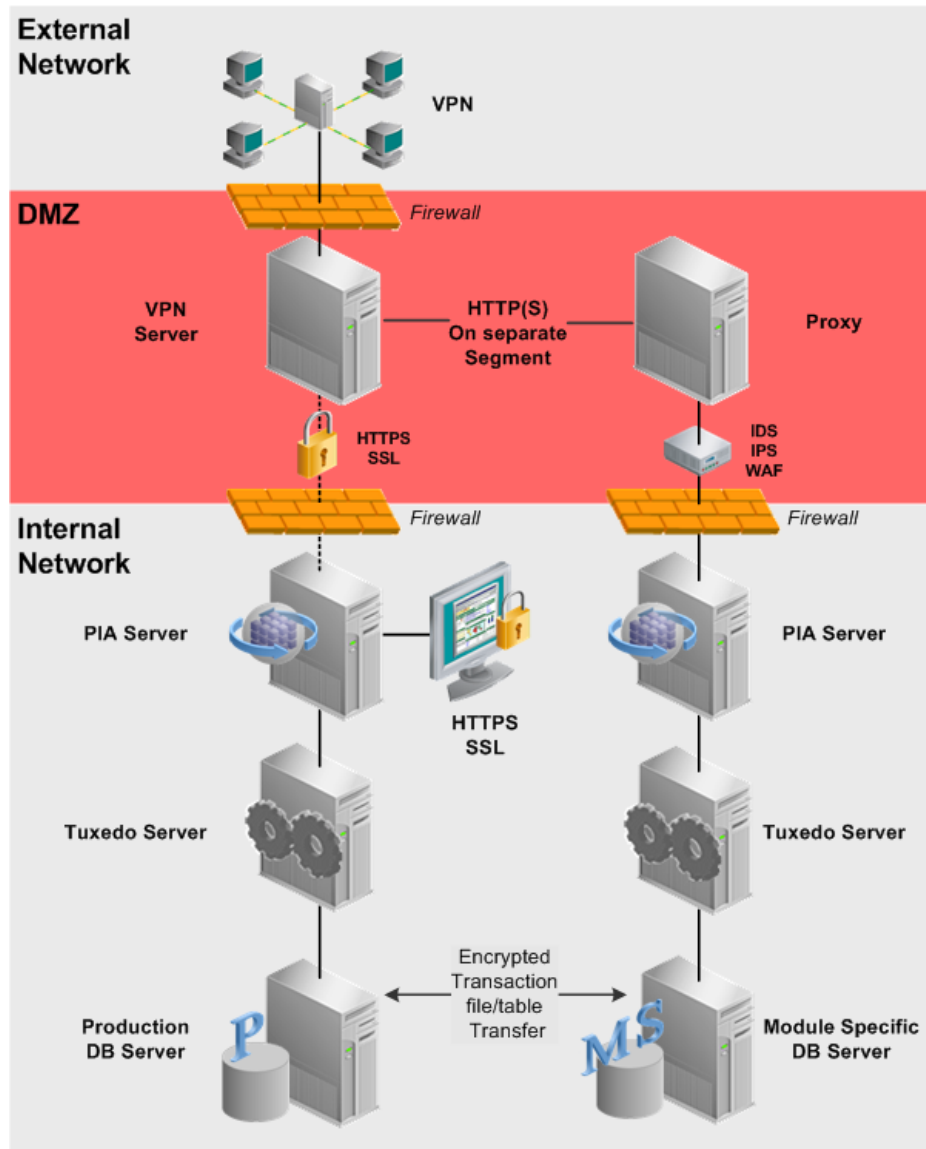 External
Network
VPN
DMZ
Firewall
VPN
Server
HTTP(S)
On separate
Segment
Proxy
HTTPS
SSL
IDS
IPS
WAF
Internal
Network
Firewall
Firewall
PIA Server
HTTPS
SSL
PIA Server
Tuxedo Server
Tuxedo Server
Production
DB Server
P
Encrypted
Transaction
file/table
Transfer
MS
Module Specific
DB Server